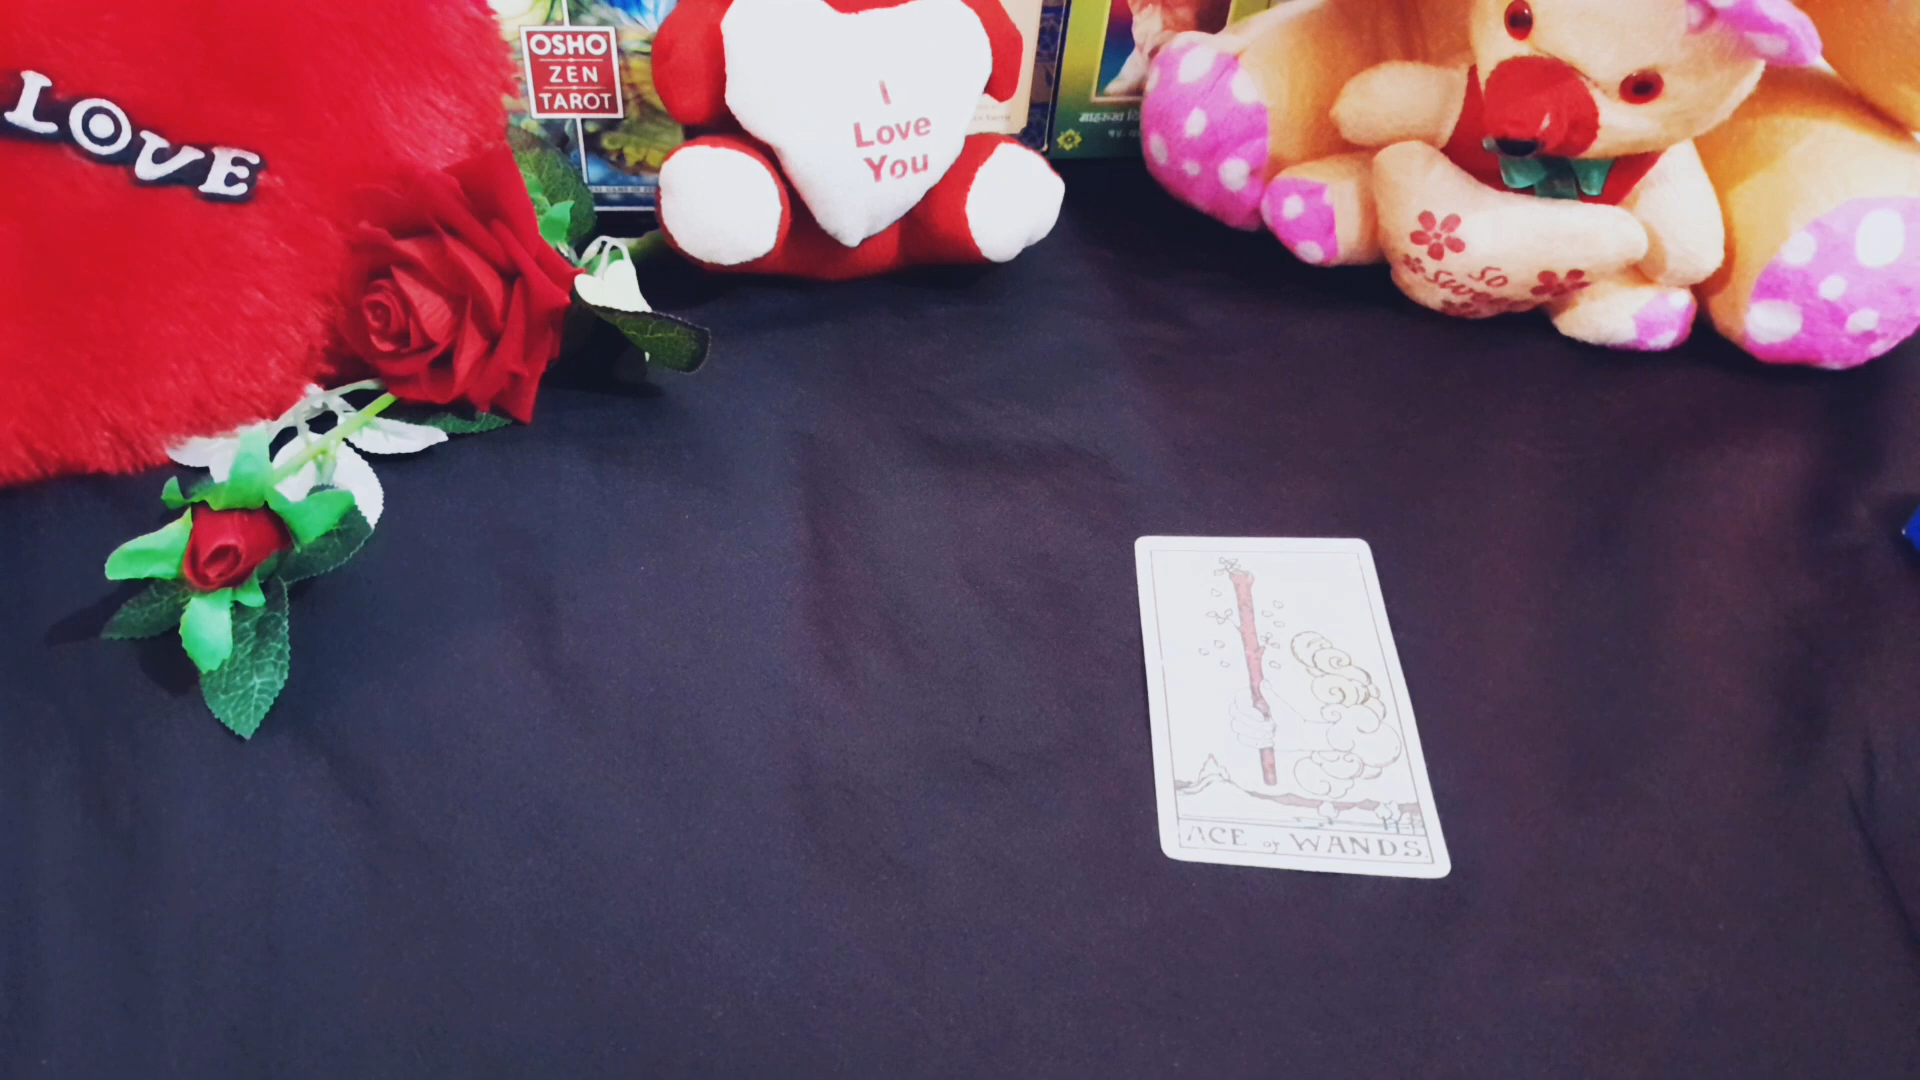 LOVE
OSHO
ZEN
TAROT
I
Love
You
so
ACE of WANDS.